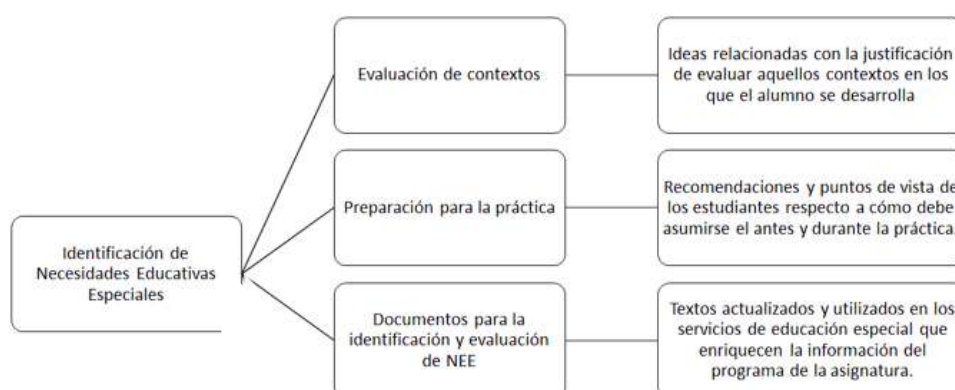 Identificación de
Necesidades Educativas
Especiales
Evaluación de contextos
Ideas relacionadas con la justificación
de evaluar aquellos contextos en los
que el alumno se desarrolla
Preparación para la práctica
Recomendaciones y puntos de vista de
los estudiantes respecto a cómo debe
asumirse el antes y durante la práctica.
Documentos para la
identificación y evaluación
de NEE
Textos actualizados y utilizados en los
servicios de educación especial que
enriquecen la información del
programa de la asignatura.